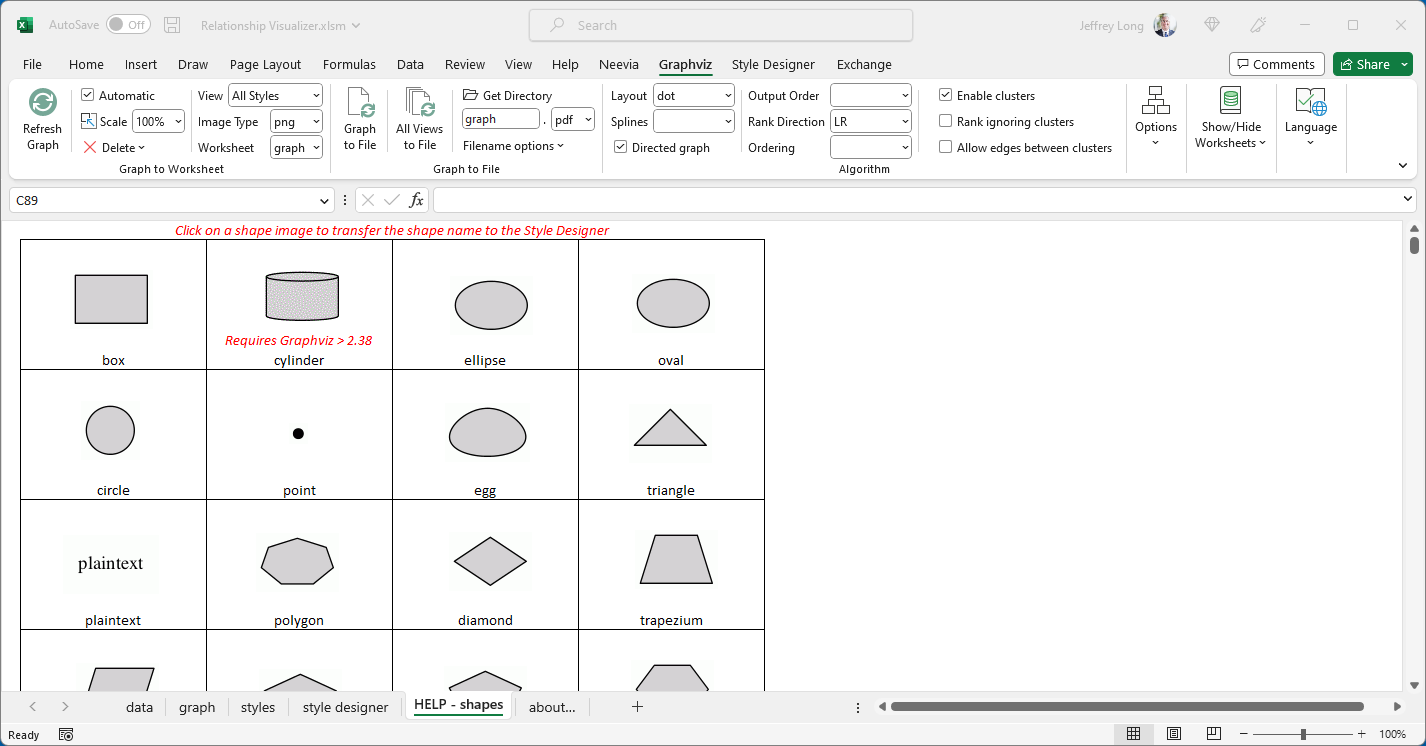 AutoSave Off Relationship Visualizer.xlsm Search Jeffrey Long
File Home Insert Draw Page Layout Formulas Data Review View Help Neevia Graphviz Style Designer Exchange Comments Share
Refresh Graph
Automatic
Scale 100%
Delete
View All Styles
Image Type png
Worksheet graph
Graph to Worksheet
Graph to File
All Views to File
Get Directory
graph . pdf
Filename options
Graph to File
Layout dot
Splines
Directed graph
Output Order
Rank Direction LR
Ordering
Enable clusters
Rank ignoring clusters
Allow edges between clusters
Algorithm
Options
Show/Hide Worksheets
Language
C89 fx
Click on a shape image to transfer the shape name to the Style Designer
Requires Graphviz > 2.38
box cylinder ellipse oval
circle point egg triangle
plaintext
plaintext polygon diamond trapezium
data graph styles style designer HELP - shapes about...
Ready 100%